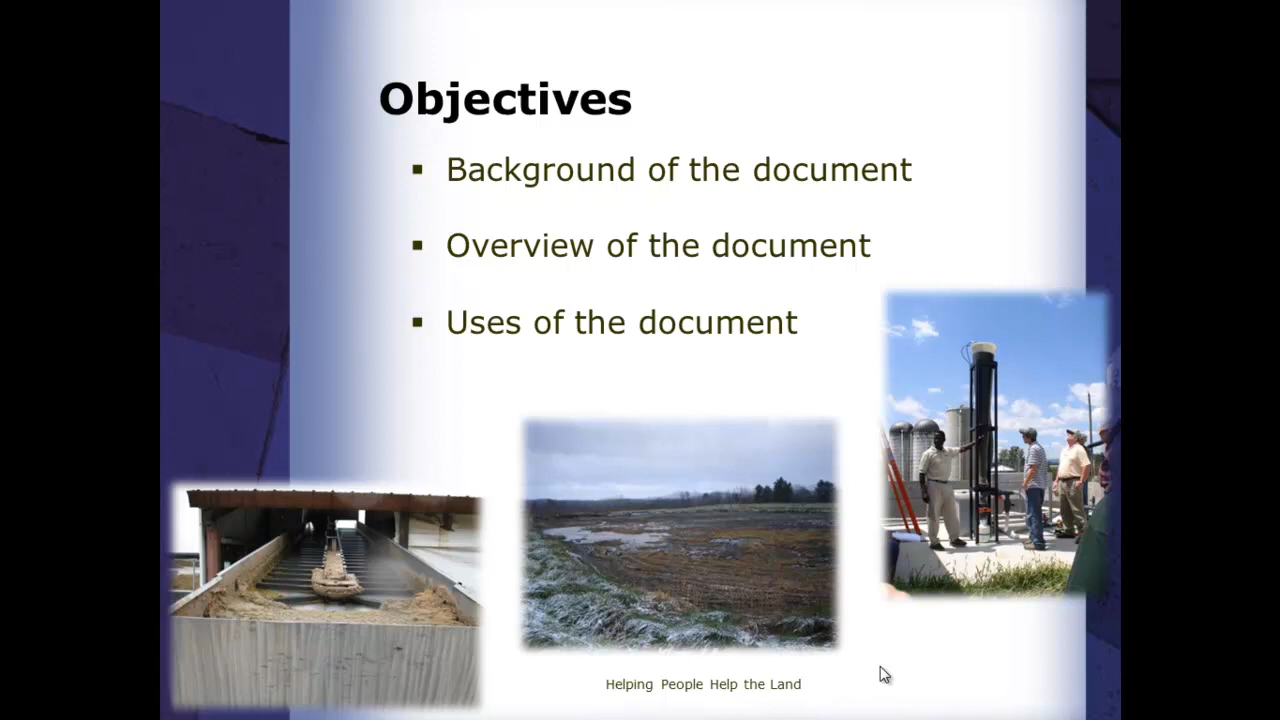 Objectives
▪ Background of the document
▪ Overview of the document
▪ Uses of the document
Helping People Help the Land